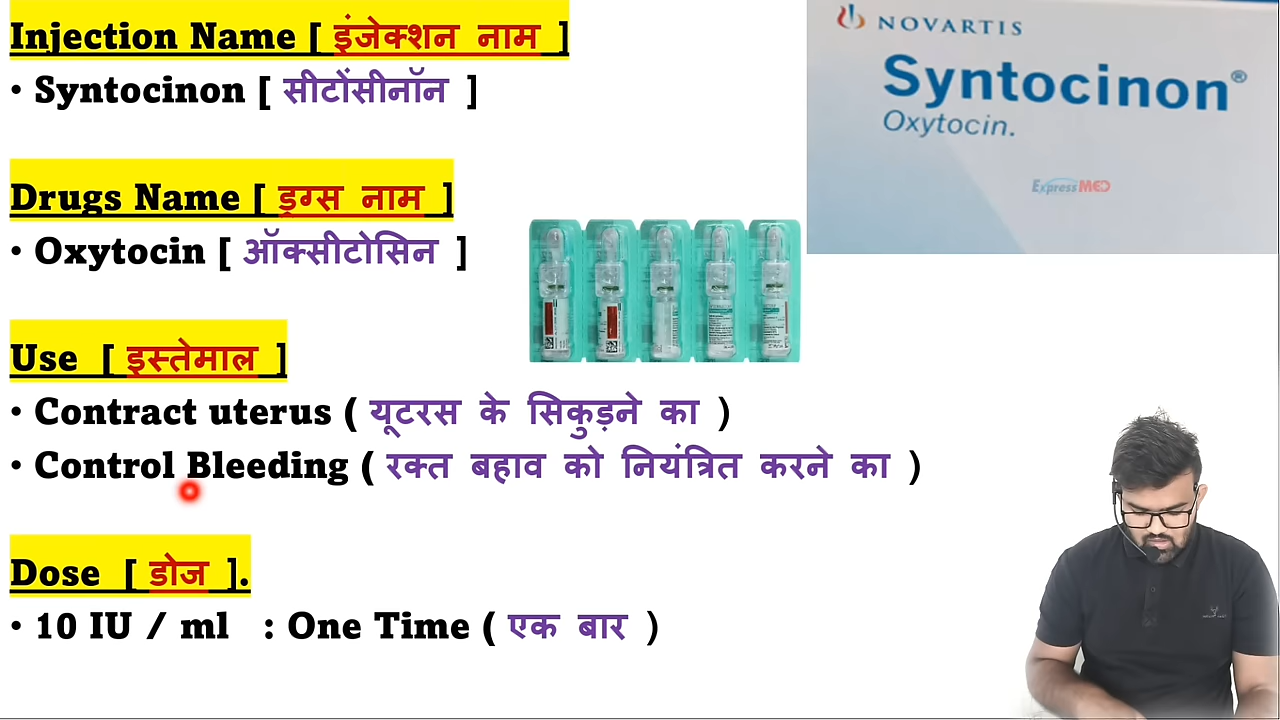 Injection Name [ इंजेक्शन नाम ]
• Syntocinon [ सीटोंसीनॉन ]
Drugs Name [ ड्रग्स नाम ]
• Oxytocin [ ऑक्सीटोसिन ]
Use [ इस्तेमाल ]
• Contract uterus ( यूटरस के सिकुड़ने का )
• Control Bleeding ( रक्त बहाव को नियंत्रित करने का )
Dose [ डोज ].
• 10 IU / ml : One Time ( एक बार )
NOVARTIS
Syntocinon®
Oxytocin.
ExpressMED